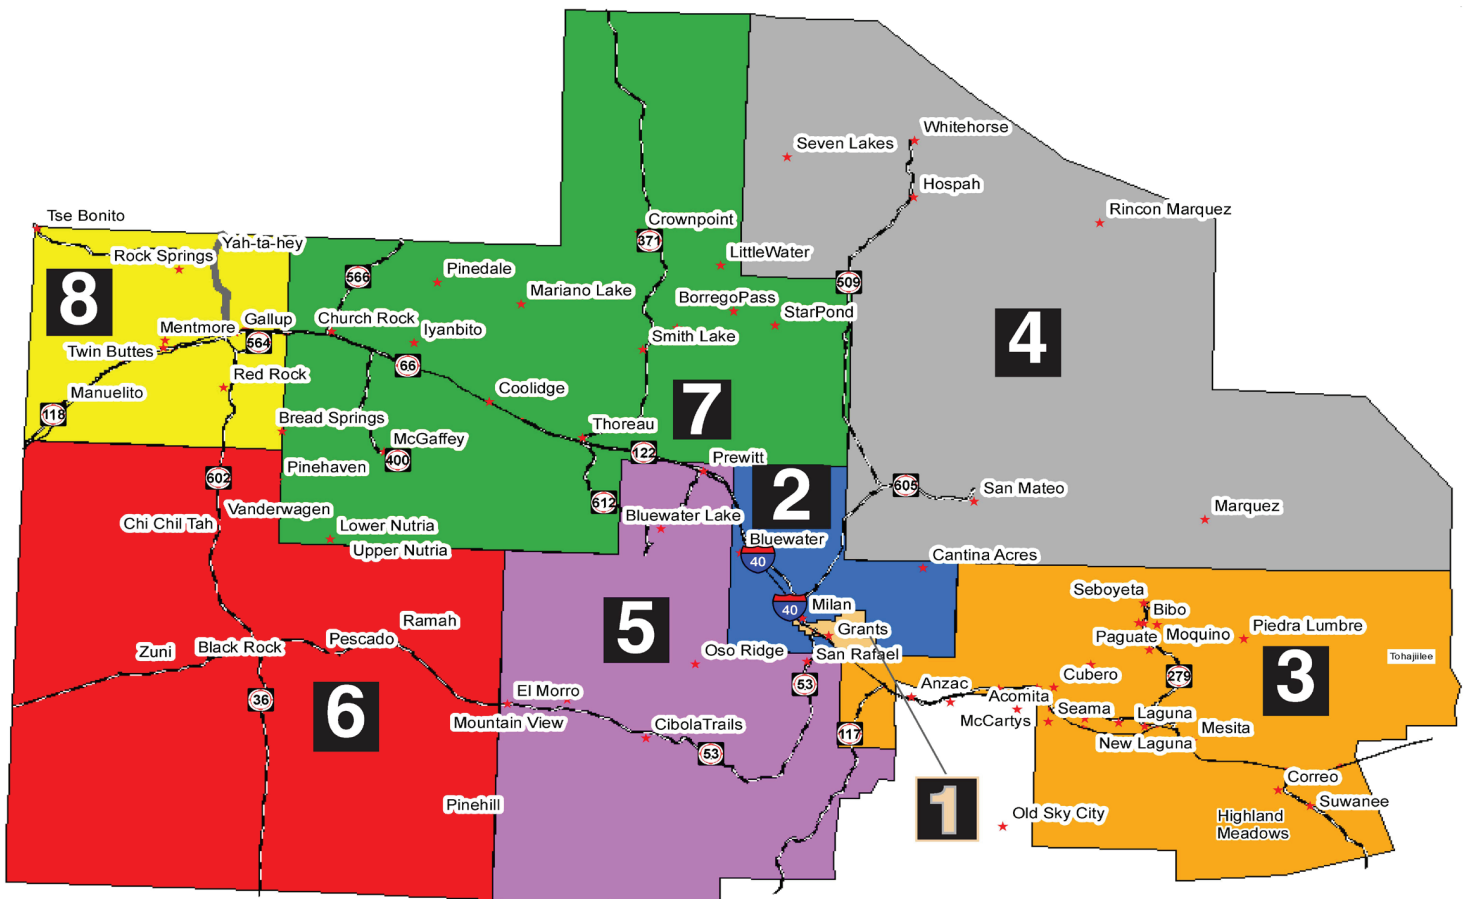 Whitehorse
Seven Lakes
Hospah
Rincon Marquez
Tse Bonito
Crownpoint
Yah-ta-hey
371
Rock Springs
LittleWater
566
Pinedale
509
8
Mariano Lake
BorregoPass
StarPond
Church Rock
Gallup
Mentmore
Iyanbito
564
Smith Lake
4
Twin Buttes
66
Red Rock
Coolidge
Manuelito
7
118
Bread Springs
Thoreau
McGaffey
122
400
Prewitt
Pinehaven
602
605
San Mateo
2
612
Vanderwagen
Marquez
Bluewater Lake
Chi Chil Tah
Lower Nutria
Bluewater
Upper Nutria
Cantina Acres
40
Seboyeta
40
Milan
Bibo
Ramah
5
Grants
Piedra Lumbre
Paguate
Moquino
Pescado
Black Rock
Zuni
Oso Ridge
San Rafael
Tohajiilee
Cubero
279
3
53
Anzac
Acomita
El Morro
36
6
Seama
Laguna
Mountain View
CibolaTrails
McCartys
Mesita
117
New Laguna
53
Correo
Pinehill
1
Suwanee
Old Sky City
Highland
Meadows